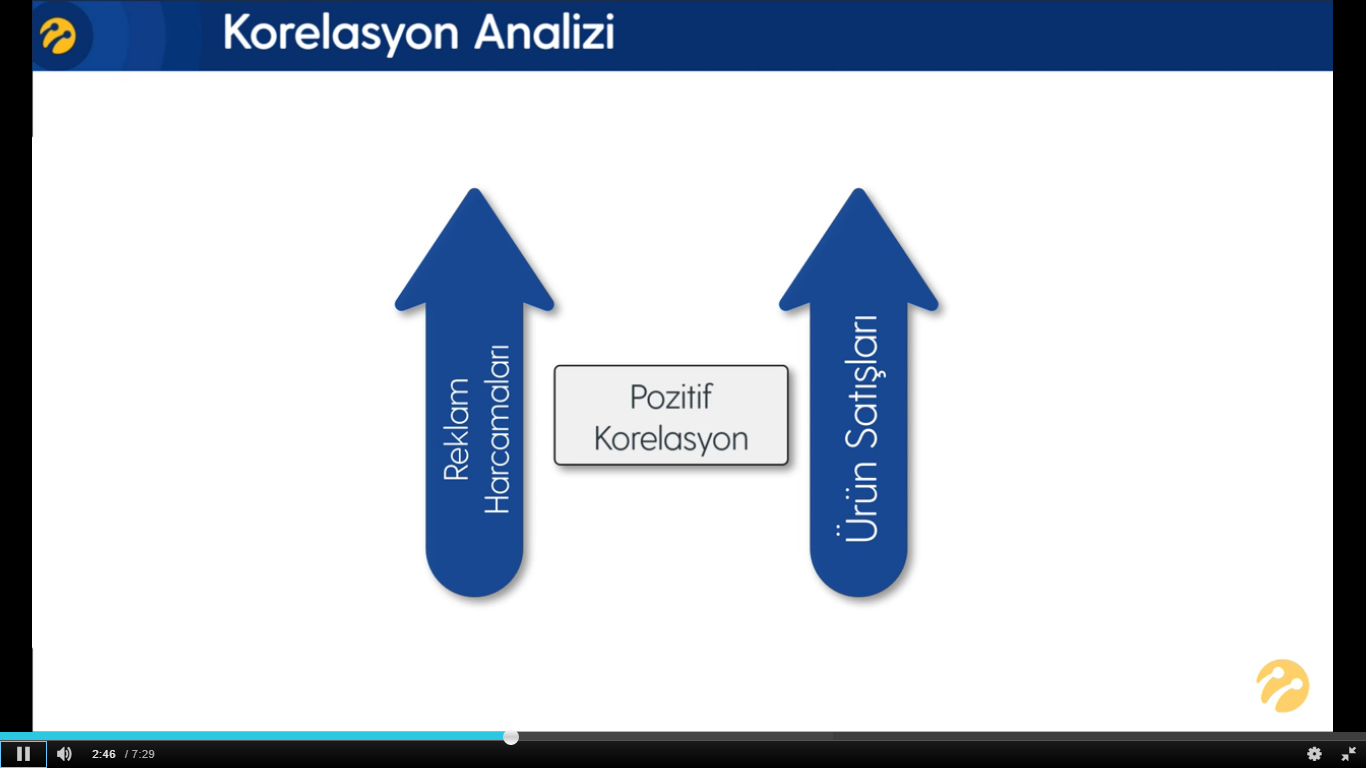 Korelasyon Analizi
Reklam
Harcamaları
Pozitif
Korelasyon
Ürün Satışları
2:46 / 7:29